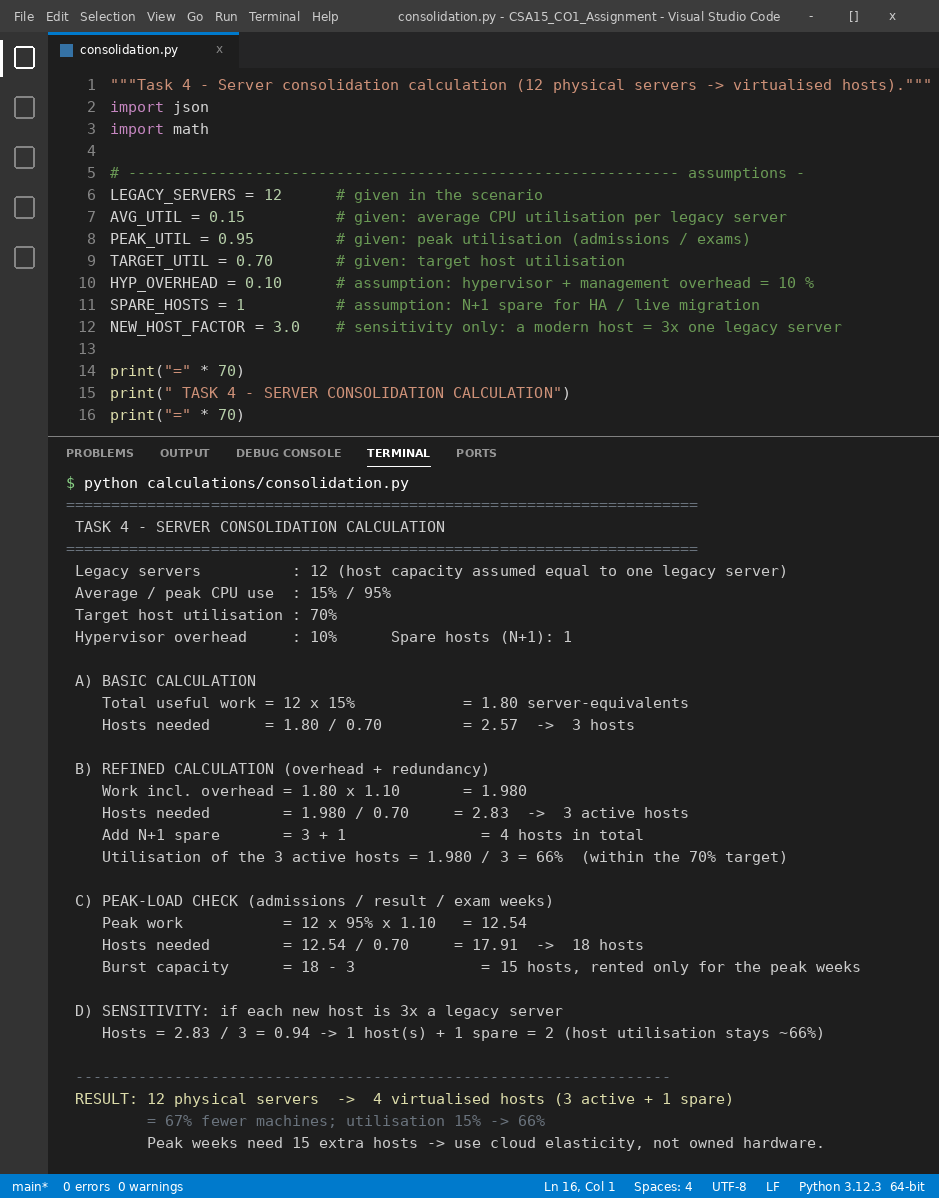 File Edit Selection View Go Run Terminal Help consolidation.py - CSA15_CO1_Assignment - Visual Studio Code - [] x
consolidation.py x
1 """Task 4 - Server consolidation calculation (12 physical servers -> virtualised hosts)."""
2 import json
3 import math
4
5 # ------------------------------------------------------------- assumptions -
6 LEGACY_SERVERS = 12      # given in the scenario
7 AVG_UTIL = 0.15          # given: average CPU utilisation per legacy server
8 PEAK_UTIL = 0.95         # given: peak utilisation (admissions / exams)
9 TARGET_UTIL = 0.70       # given: target host utilisation
10 HYP_OVERHEAD = 0.10      # assumption: hypervisor + management overhead = 10 %
11 SPARE_HOSTS = 1          # assumption: N+1 spare for HA / live migration
12 NEW_HOST_FACTOR = 3.0    # sensitivity only: a modern host = 3x one legacy server
13
14 print("=" * 70)
15 print(" TASK 4 - SERVER CONSOLIDATION CALCULATION")
16 print("=" * 70)
PROBLEMS OUTPUT DEBUG CONSOLE TERMINAL PORTS
$ python calculations/consolidation.py
======================================================================
TASK 4 - SERVER CONSOLIDATION CALCULATION
======================================================================
Legacy servers          : 12 (host capacity assumed equal to one legacy server)
Average / peak CPU use  : 15% / 95%
Target host utilisation : 70%
Hypervisor overhead     : 10%      Spare hosts (N+1): 1
A) BASIC CALCULATION
Total useful work = 12 x 15%            = 1.80 server-equivalents
Hosts needed      = 1.80 / 0.70         = 2.57  ->  3 hosts
B) REFINED CALCULATION (overhead + redundancy)
Work incl. overhead = 1.80 x 1.10       = 1.980
Hosts needed        = 1.980 / 0.70     = 2.83  ->  3 active hosts
Add N+1 spare       = 3 + 1               = 4 hosts in total
Utilisation of the 3 active hosts = 1.980 / 3 = 66%  (within the 70% target)
C) PEAK-LOAD CHECK (admissions / result / exam weeks)
Peak work           = 12 x 95% x 1.10   = 12.54
Hosts needed        = 12.54 / 0.70     = 17.91  ->  18 hosts
Burst capacity      = 18 - 3              = 15 hosts, rented only for the peak weeks
D) SENSITIVITY: if each new host is 3x a legacy server
Hosts = 2.83 / 3 = 0.94 -> 1 host(s) + 1 spare = 2 (host utilisation stays ~66%)
------------------------------------------------------------------
RESULT: 12 physical servers  ->  4 virtualised hosts (3 active + 1 spare)
= 67% fewer machines; utilisation 15% -> 66%
Peak weeks need 15 extra hosts -> use cloud elasticity, not owned hardware.
main* 0 errors 0 warnings Ln 16, Col 1 Spaces: 4 UTF-8 LF Python 3.12.3 64-bit